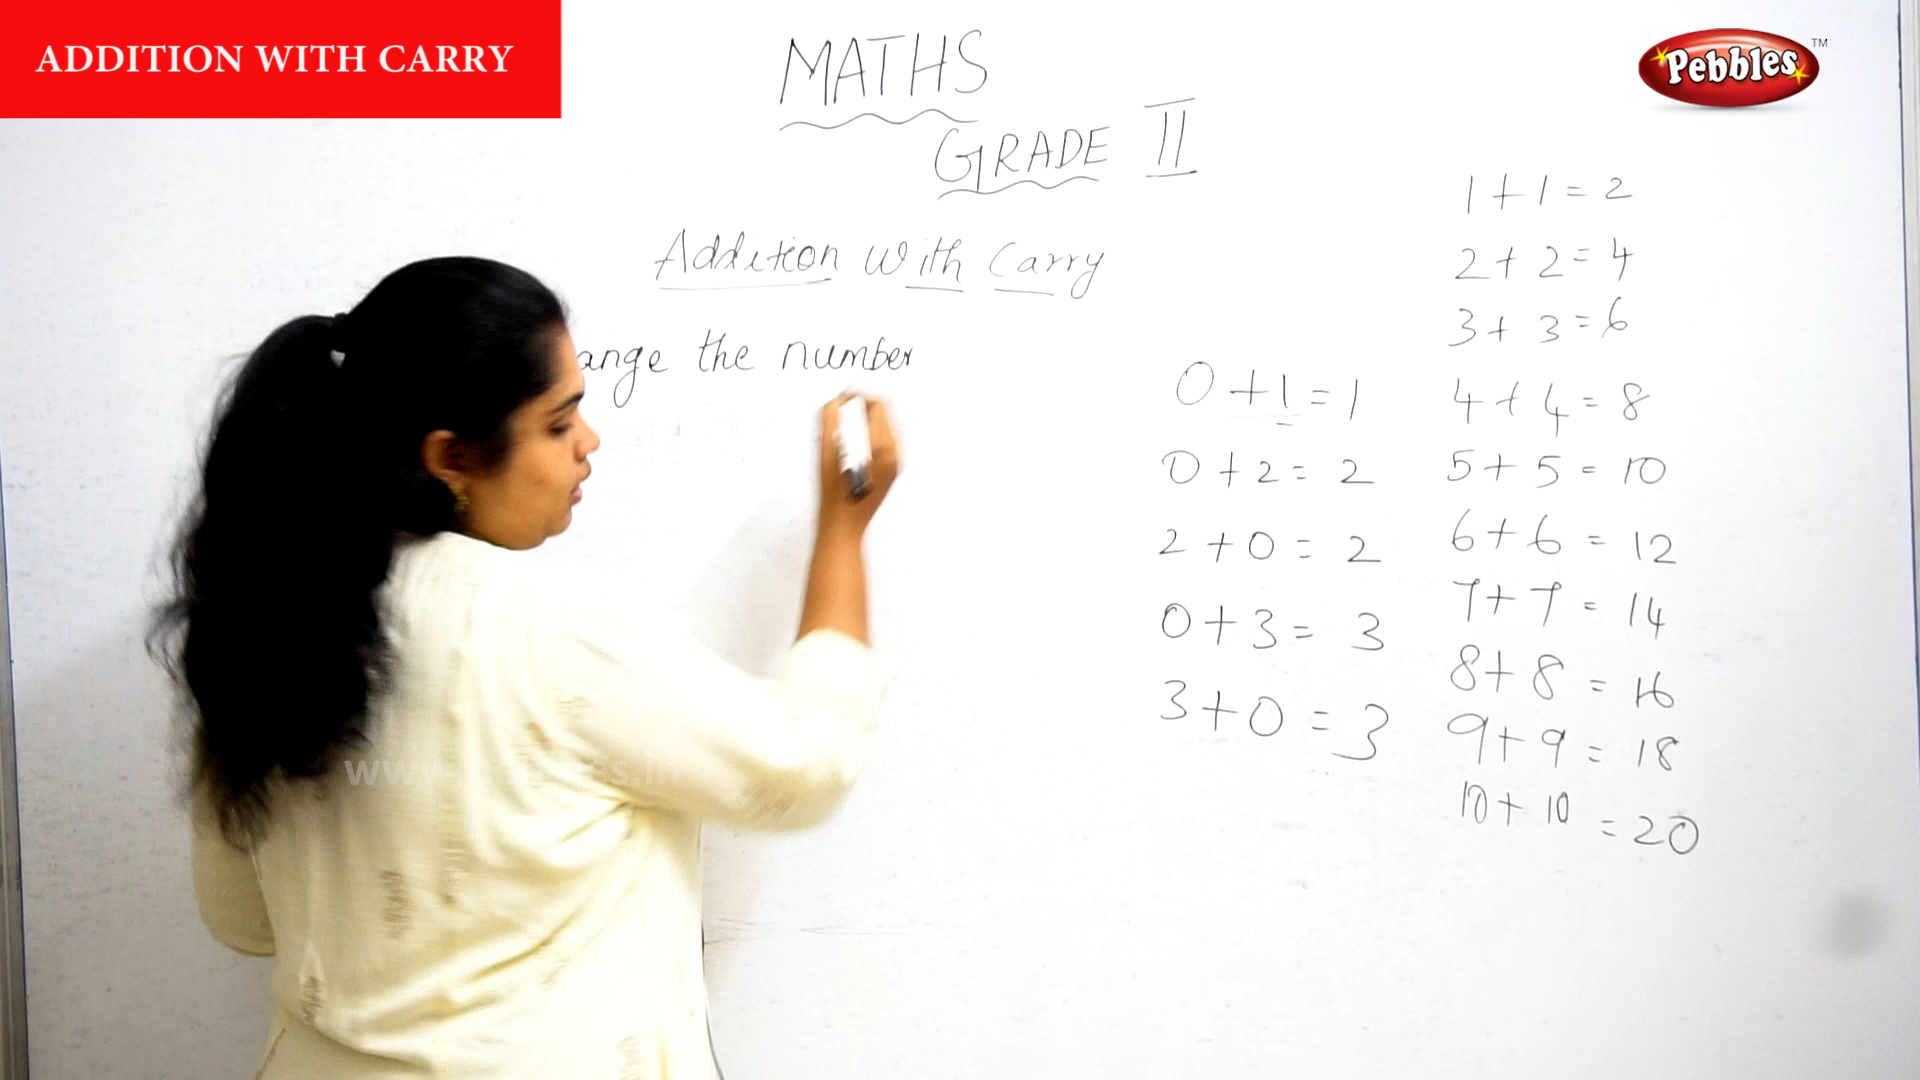 ADDITION WITH CARRY
Pebbles TM
MATHS
GRADE II
Addition with Carry
ange the number
0 + 1 = 1
0 + 2 = 2
2 + 0 = 2
0 + 3 = 3
3 + 0 = 3
1 + 1 = 2
2 + 2 = 4
3 + 3 = 6
4 + 4 = 8
5 + 5 = 10
6 + 6 = 12
7 + 7 = 14
8 + 8 = 16
9 + 9 = 18
10 + 10 = 20